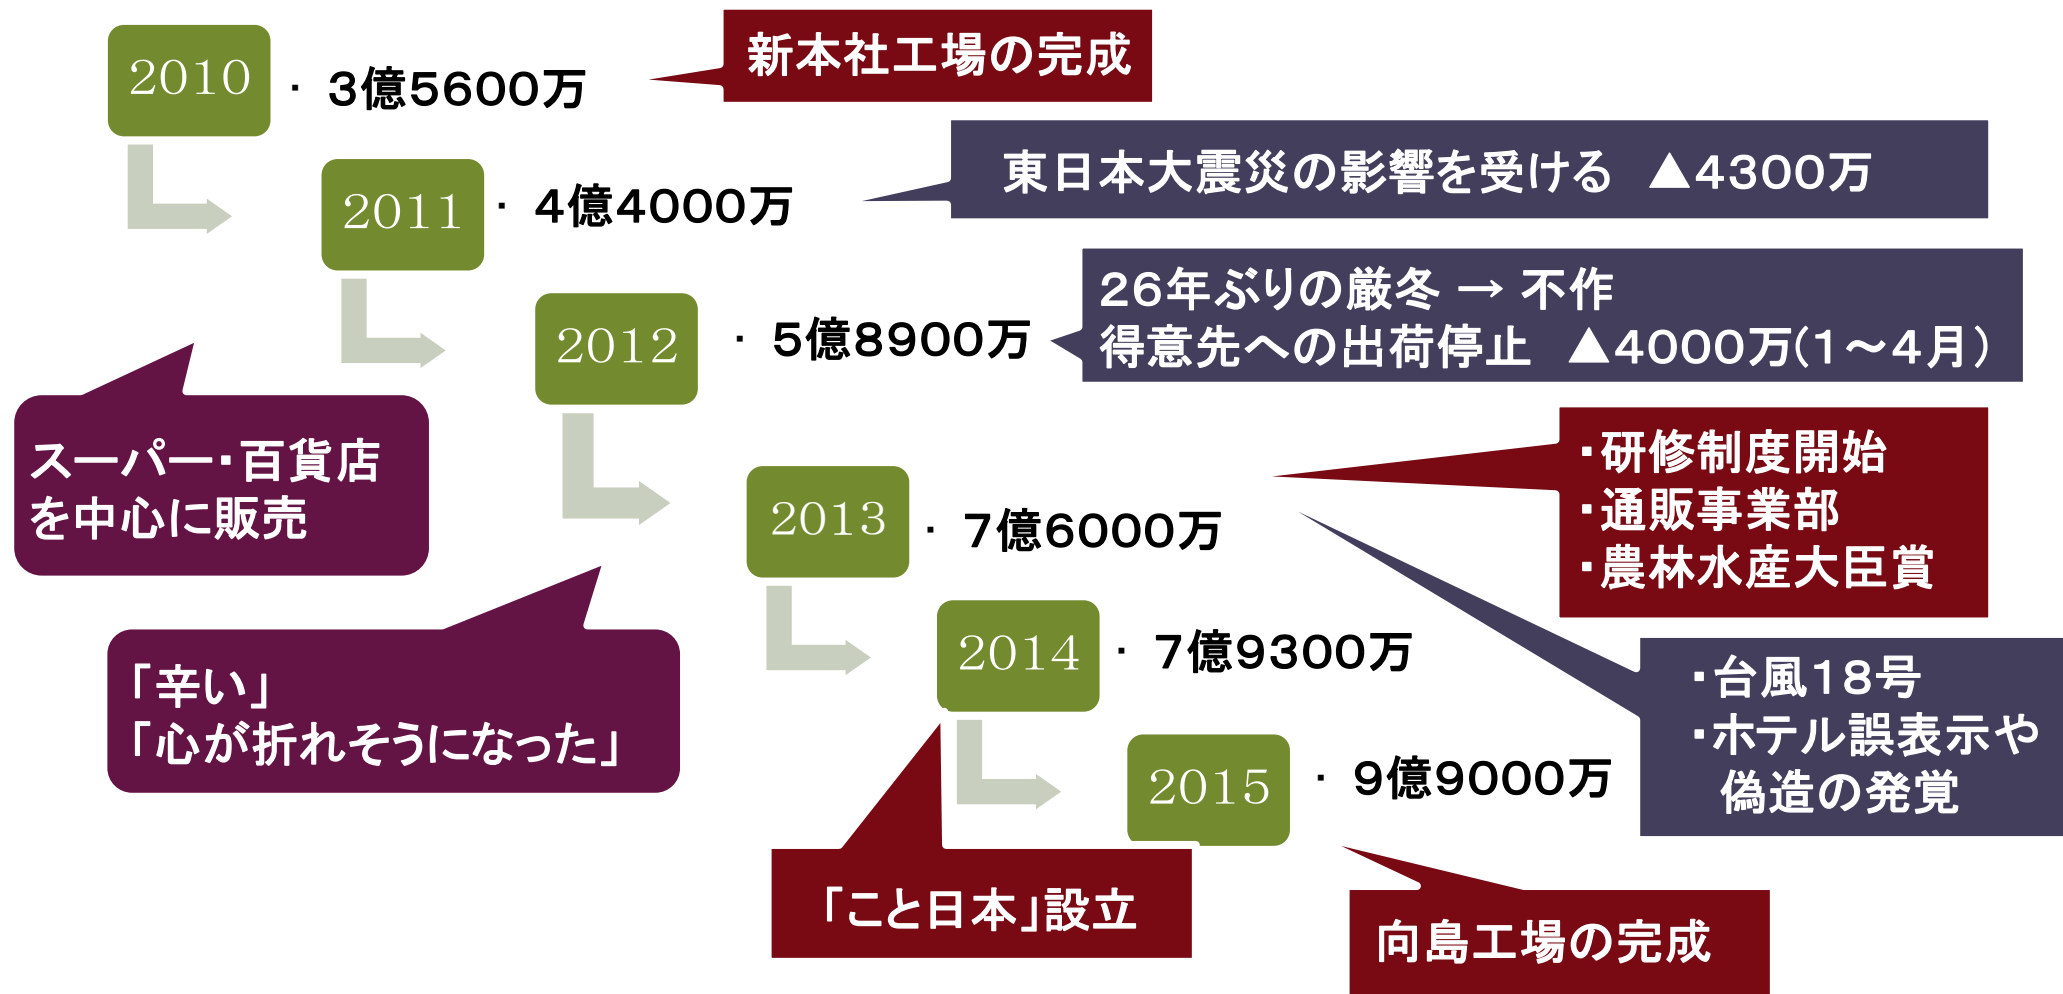 2010
・ 3億5600万
新本社工場の完成
2011
・ 4億4000万
東日本大震災の影響を受ける ▲4300万
2012
・ 5億8900万
26年ぶりの厳冬 → 不作
得意先への出荷停止 ▲4000万(1～4月)
スーパー・百貨店
を中心に販売
2013
・ 7億6000万
・研修制度開始
・通販事業部
・農林水産大臣賞
「辛い」
「心が折れそうになった」
2014
・ 7億9300万
・台風18号
・ホテル誤表示や
偽造の発覚
2015
・ 9億9000万
「こと日本」設立
向島工場の完成